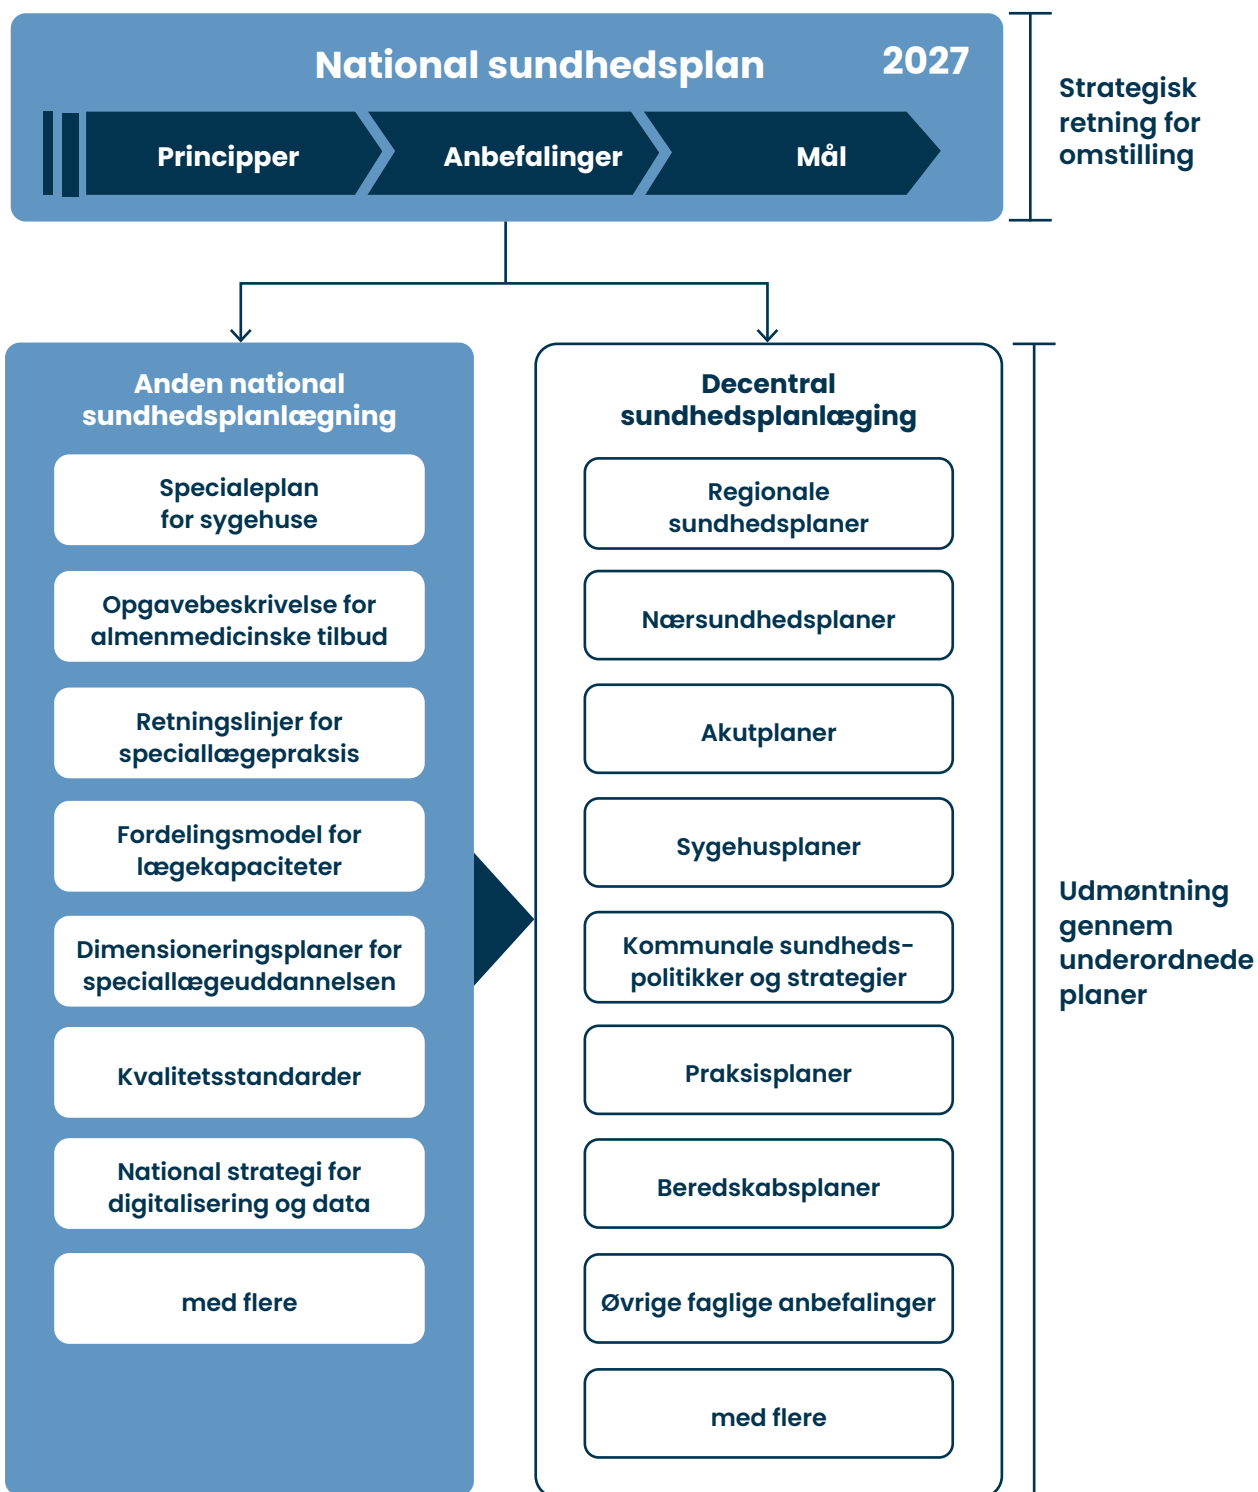 National sundhedsplan
2027
Principper
Anbefalinger
Mål
Strategisk
retning for
omstilling
Anden national
sundhedsplanlægning
Specialeplan
for sygehuse
Opgavebeskrivelse for
almenmedicinske tilbud
Retningslinjer for
speciallægepraksis
Fordelingsmodel for
lægekapaciteter
Dimensioneringsplaner for
speciallægeuddannelsen
Kvalitetsstandarder
National strategi for
digitalisering og data
med flere
Decentral
sundhedsplanlæging
Regionale
sundhedsplaner
Nærsundhedsplaner
Akutplaner
Sygehusplaner
Kommunale sundheds-
politikker og strategier
Praksisplaner
Beredskabsplaner
Øvrige faglige anbefalinger
med flere
Udmøntning
gennem
underordnede
planer